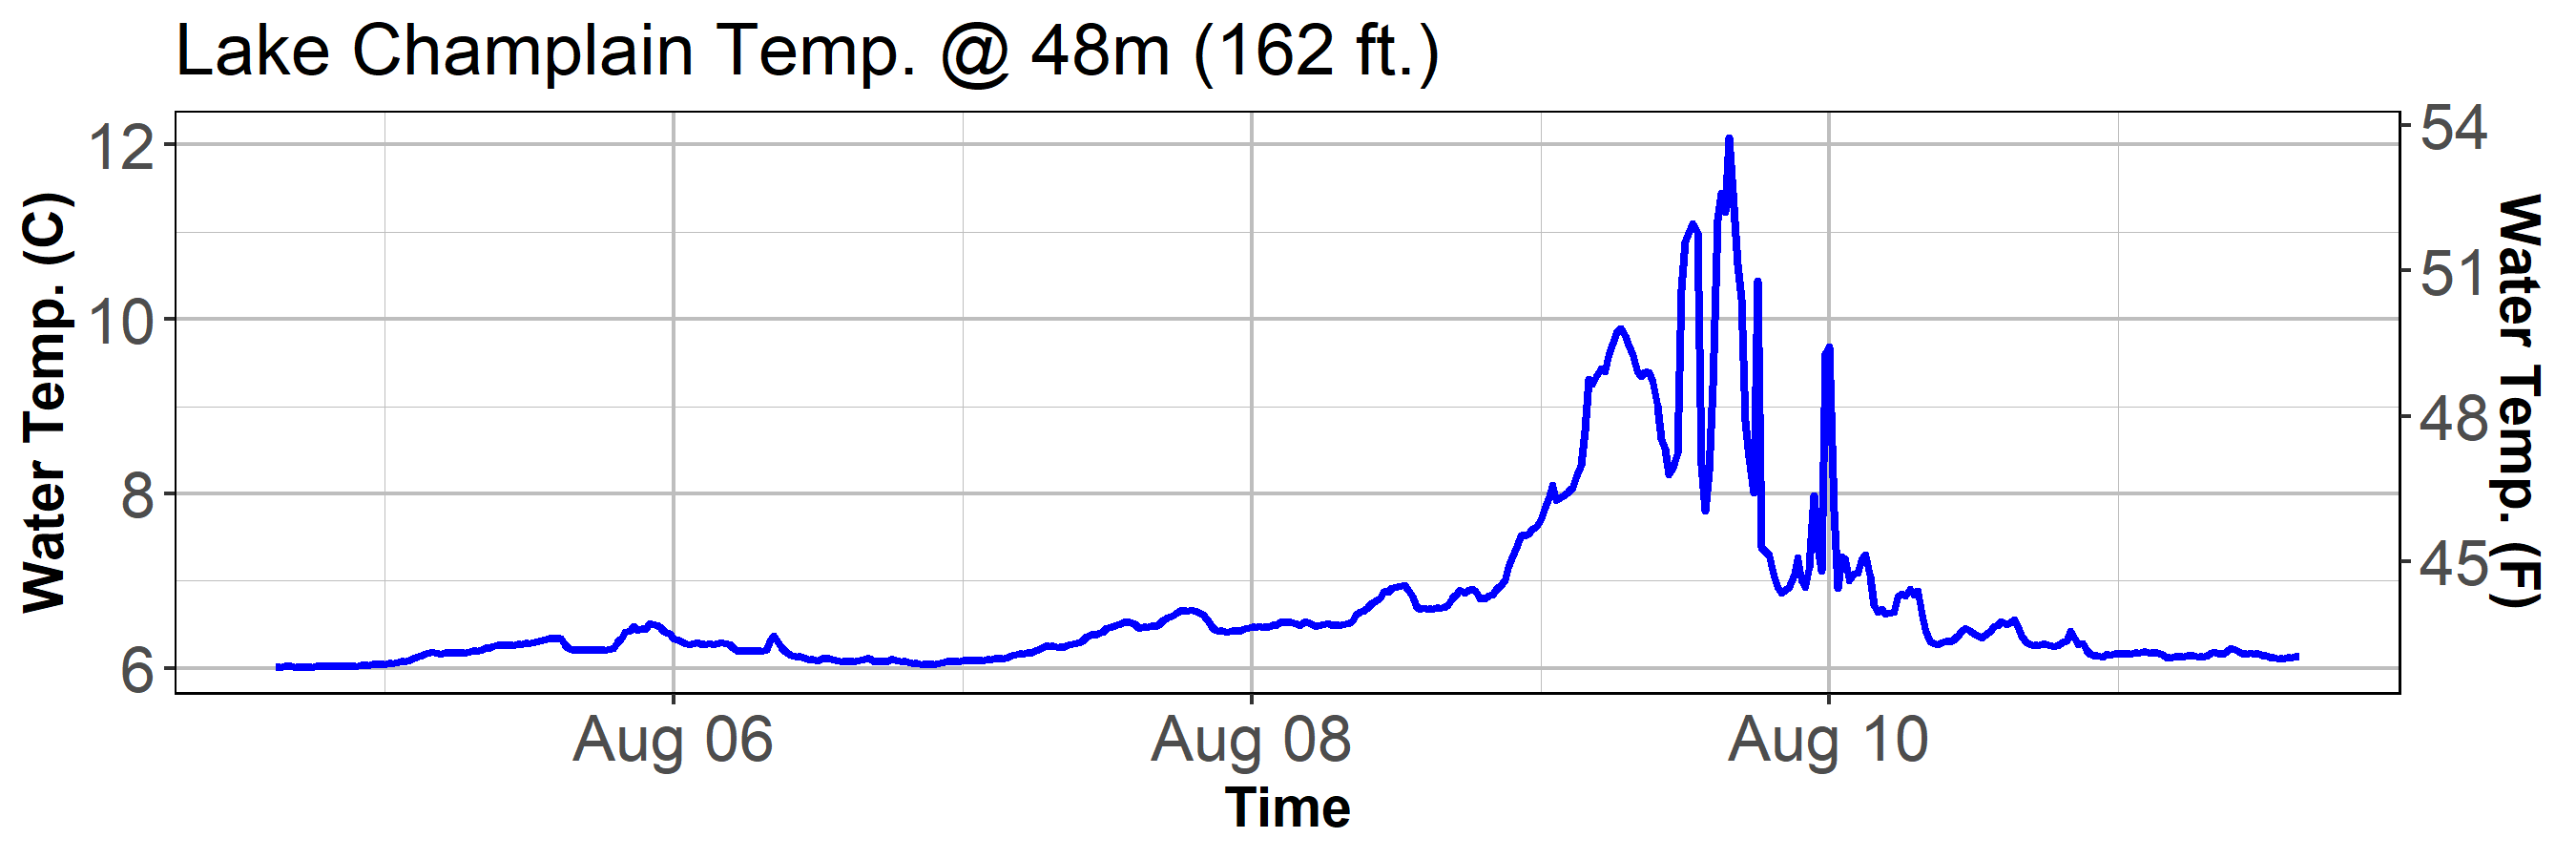 Lake Champlain Temp. @ 48m (162 ft.)
Water Temp. (C)
12
10
8
6
54
51
48
45
Water Temp. (F)
Aug 06
Aug 08
Aug 10
Time